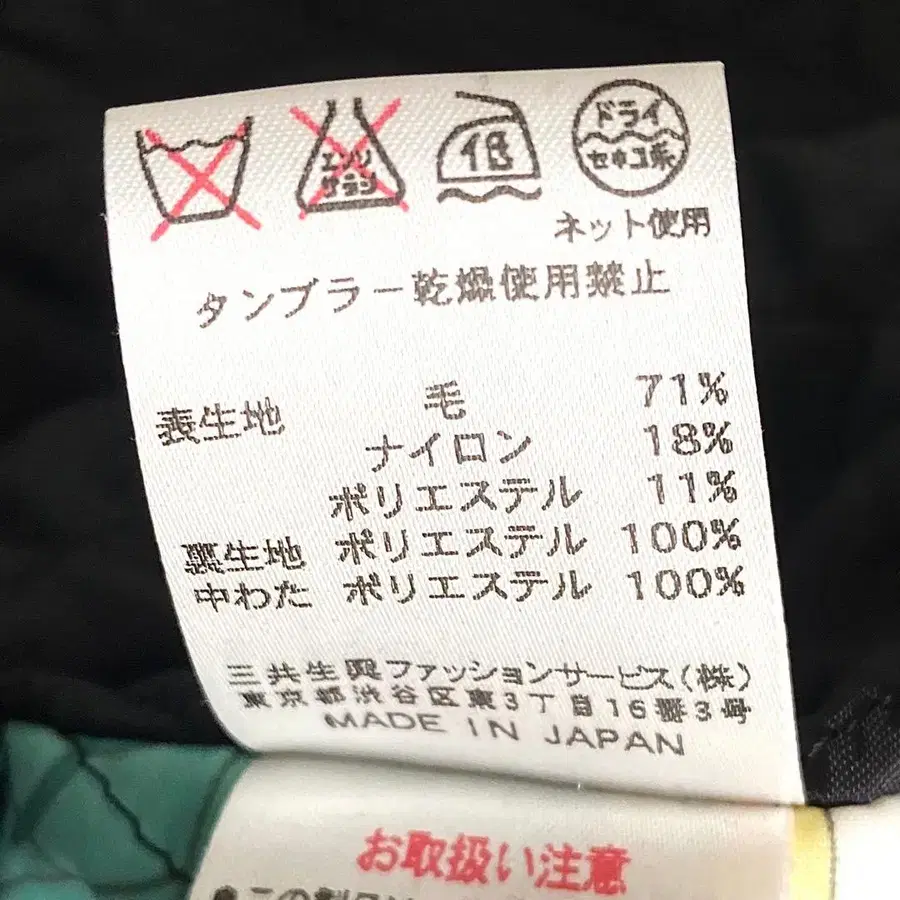 エンソ サラシ 中 ドライ セキユ系
ネット使用
タンブラー乾燥使用禁止
表生地 毛 71%
ナイロン 18%
ポリエステル 11%
裏生地 ポリエステル 100%
中わた ポリエステル 100%
三共生興ファッションサービス(株)
東京都渋谷区東3丁目16番3号
MADE IN JAPAN
お取扱い注意
●この製